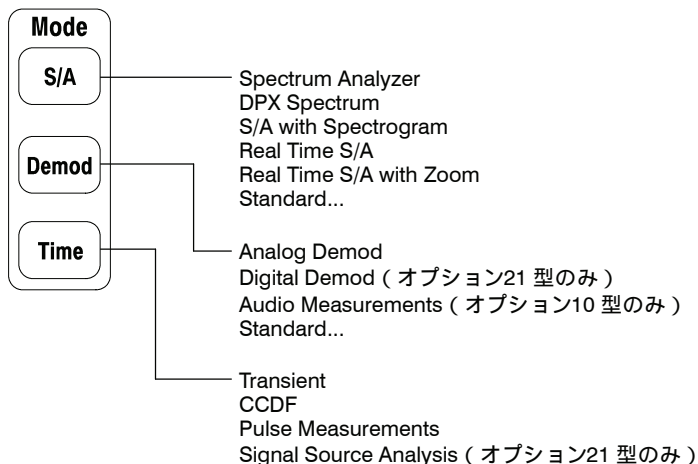 Mode
S/A
Spectrum Analyzer
DPX Spectrum
S/A with Spectrogram
Real Time S/A
Real Time S/A with Zoom
Standard...
Demod
Analog Demod
Digital Demod（オプション21 型のみ）
Audio Measurements（オプション10 型のみ）
Standard...
Time
Transient
CCDF
Pulse Measurements
Signal Source Analysis（オプション21 型のみ）